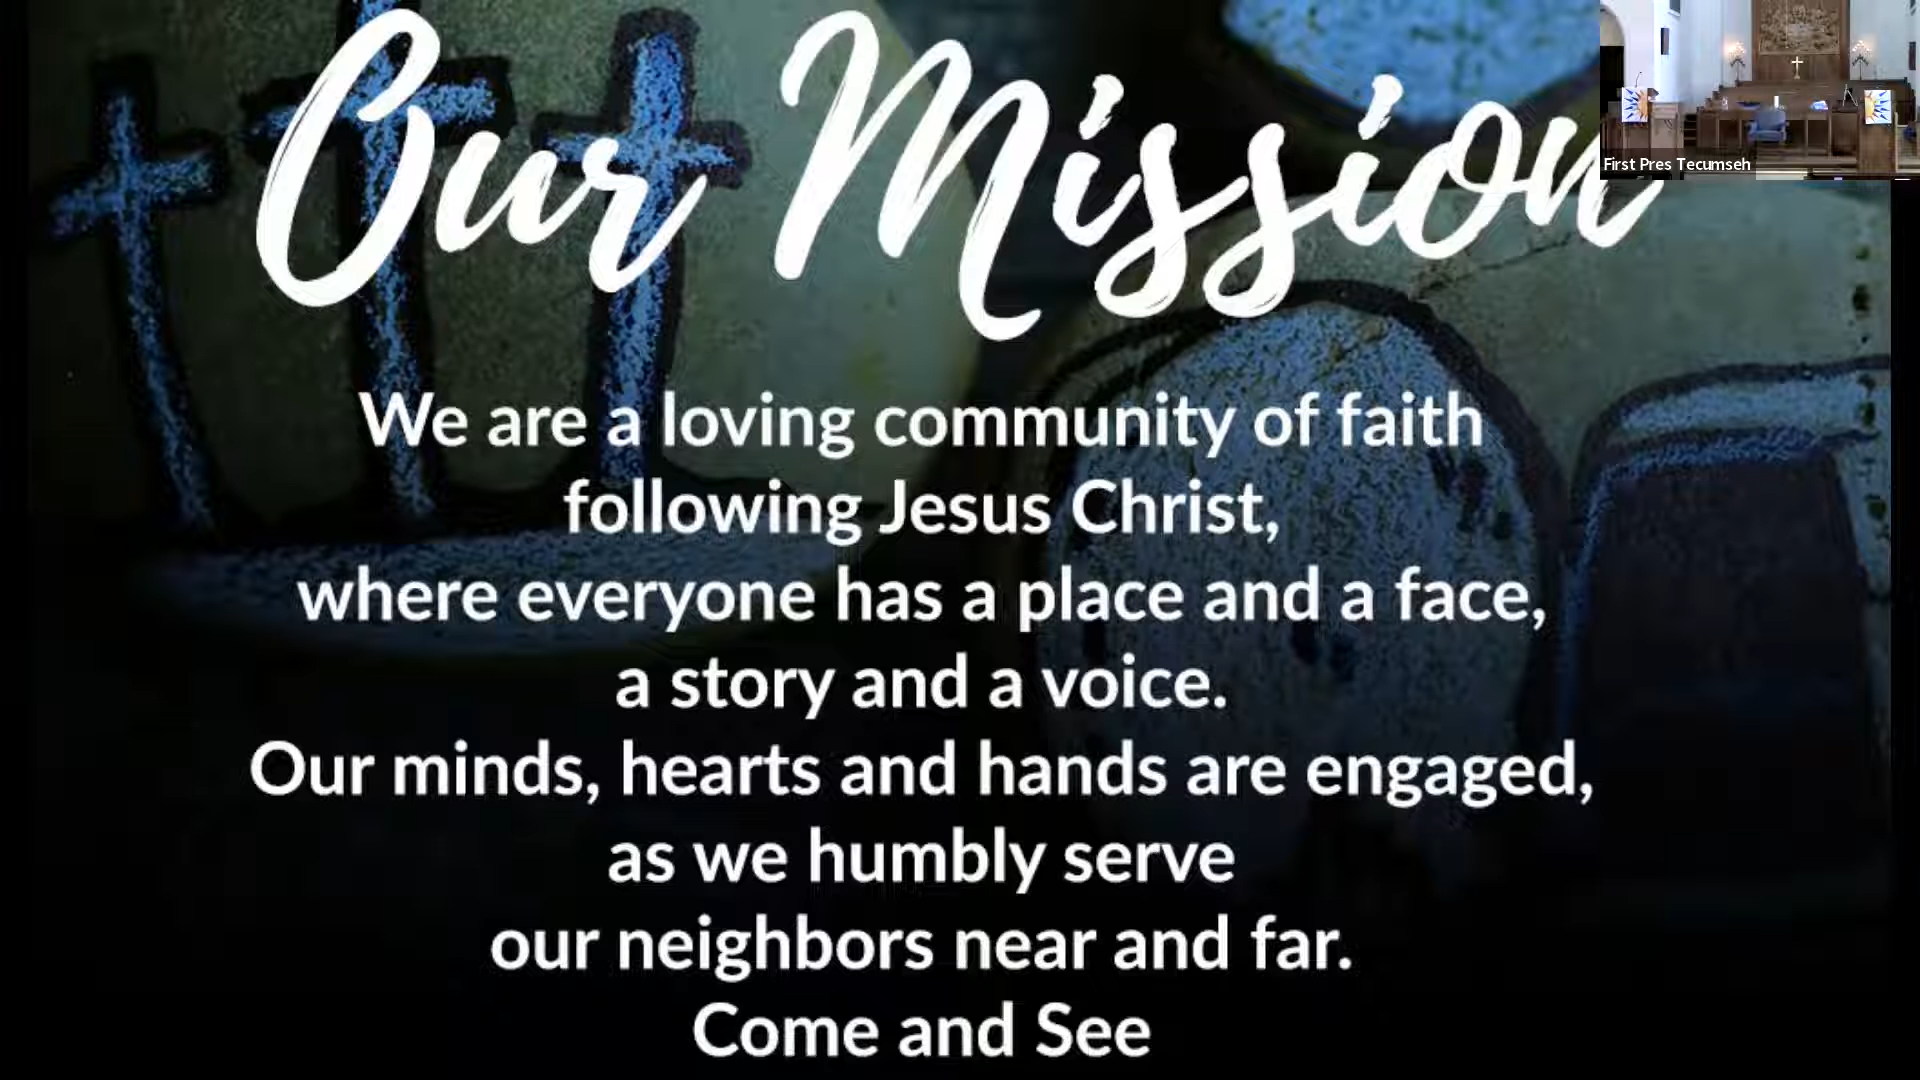 Our Mission
First Pres Tecumseh
We are a loving community of faith
following Jesus Christ,
where everyone has a place and a face,
a story and a voice.
Our minds, hearts and hands are engaged,
as we humbly serve
our neighbors near and far.
Come and See